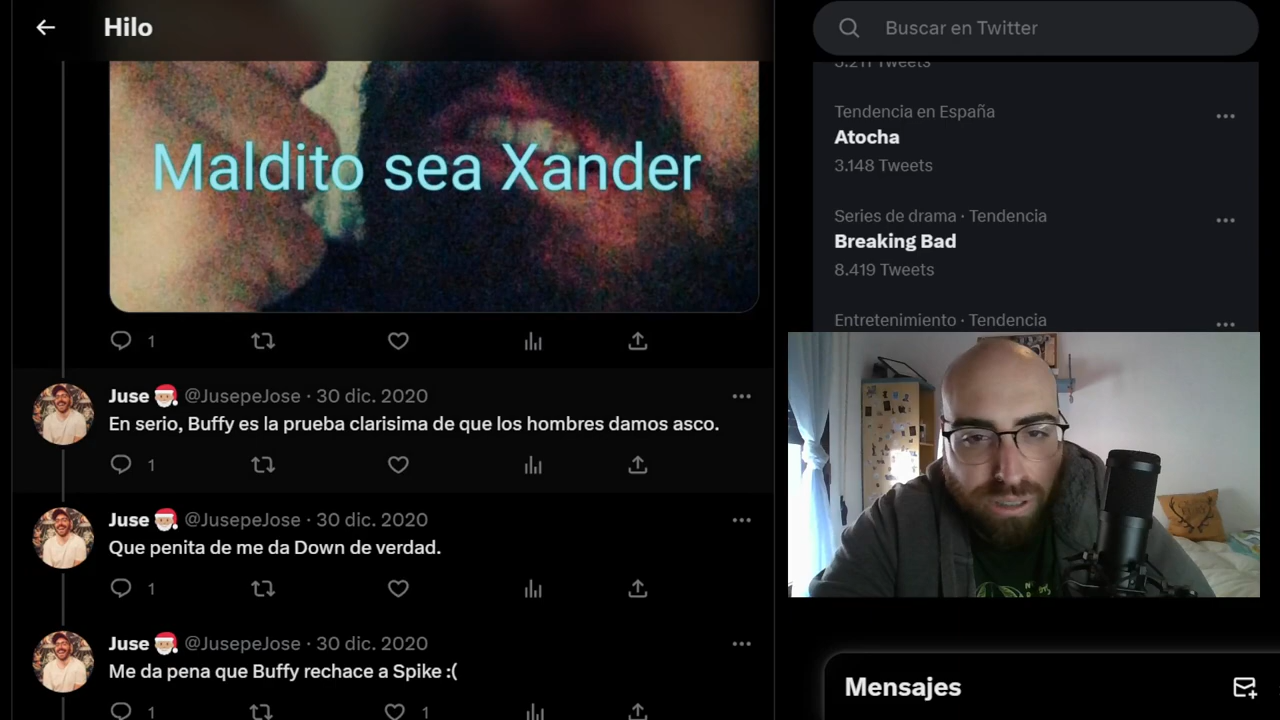 Hilo
Maldito sea Xander
1
Juse @JusepeJose · 30 dic. 2020
En serio, Buffy es la prueba clarisima de que los hombres damos asco.
1
Juse @JusepeJose · 30 dic. 2020
Que penita de me da Down de verdad.
1
Juse @JusepeJose · 30 dic. 2020
Me da pena que Buffy rechace a Spike :(
1
1
Buscar en Twitter
3.211 Tweets
Tendencia en España
Atocha
3.148 Tweets
Series de drama · Tendencia
Breaking Bad
8.419 Tweets
Entretenimiento · Tendencia
Mensajes